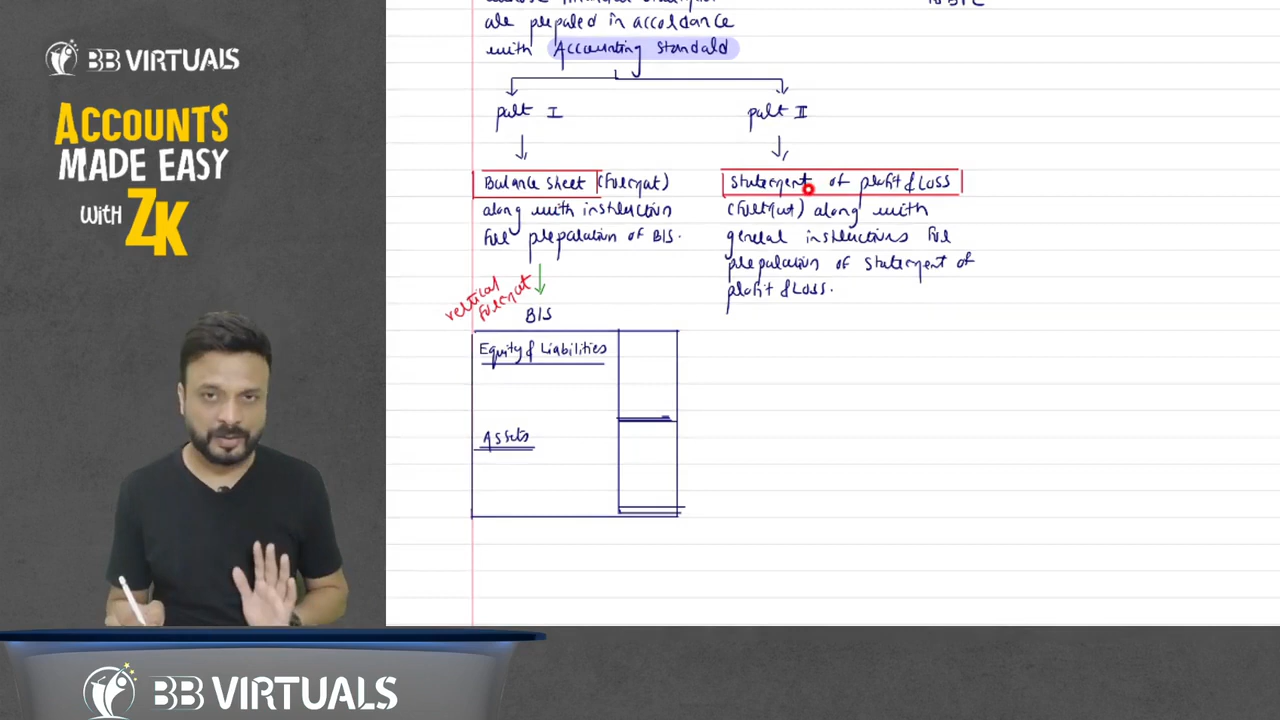 BB VIRTUALS
ACCOUNTS
MADE EASY
WITH ZK
are prepared in accordance
with Accounting Standard
part I
part II
Balance sheet (Format)
along with instruction
for preparation of B/S.
Statement of profit & Loss
(Format) along with
general instructions for
preparation of statement of
profit & Loss.
vertical
format
B/S
Equity & Liabilities
Assets
BB VIRTUALS